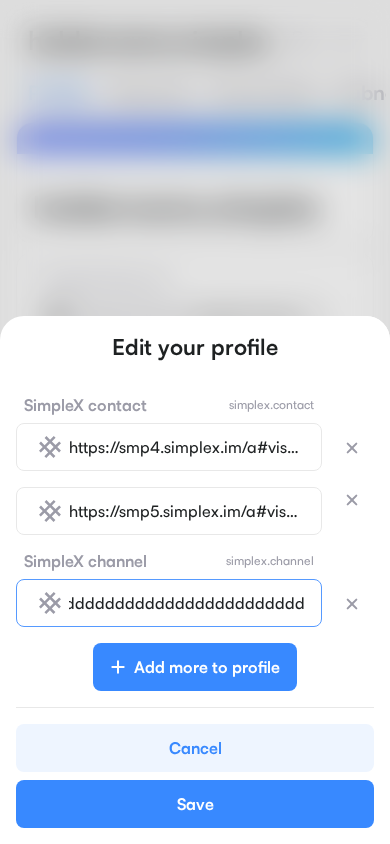 Edit your profile
SimpleX contact simplex.contact
https://smp4.simplex.im/a#vis...
https://smp5.simplex.im/a#vis...
SimpleX channel simplex.channel
ddddddddddddddddddddddddd
+ Add more to profile
Cancel
Save